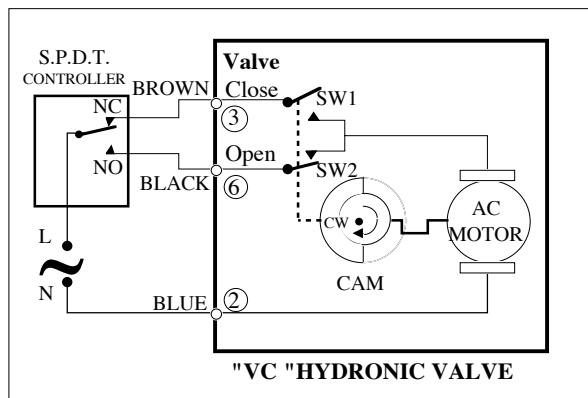 S.P.D.T.
CONTROLLER
BROWN
NC
NO
BLACK
L
N
BLUE
Valve
Close
3
SW1
Open
6
SW2
CW
CAM
AC
MOTOR
2
"VC "HYDRONIC VALVE